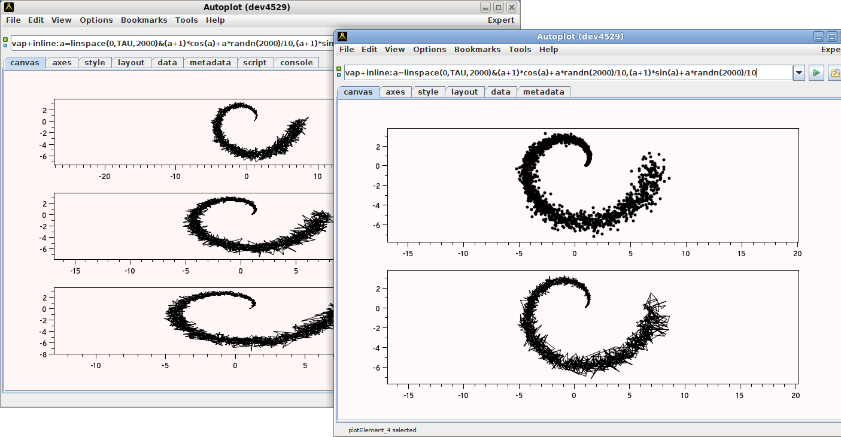 Autoplot (dev4529)
File Edit View Options Bookmarks Tools Help Expert
vap+inline:a=linspace(0,TAU,2000)&(a+1)*cos(a)+a*randn(2000)/10,(a+1)*sin
canvas axes style layout data metadata script console
2
0
-2
-4
-6
-20 -10 0 10
2
0
-2
-4
-6
-15 -10 -5 0 5
2
0
-2
-4
-6
-8
-10 -5 0 5
Autoplot (dev4529)
File Edit View Options Bookmarks Tools Help Expe
vap+inline:a=linspace(0,TAU,2000)&(a+1)*cos(a)+a*randn(2000)/10,(a+1)*sin(a)+a*randn(2000)/10
canvas axes style layout data metadata
2
0
-2
-4
-6
-15 -10 -5 0 5 10 15 20
2
0
-2
-4
-6
-15 -10 -5 0 5 10 15 20
plotElement_4 selected